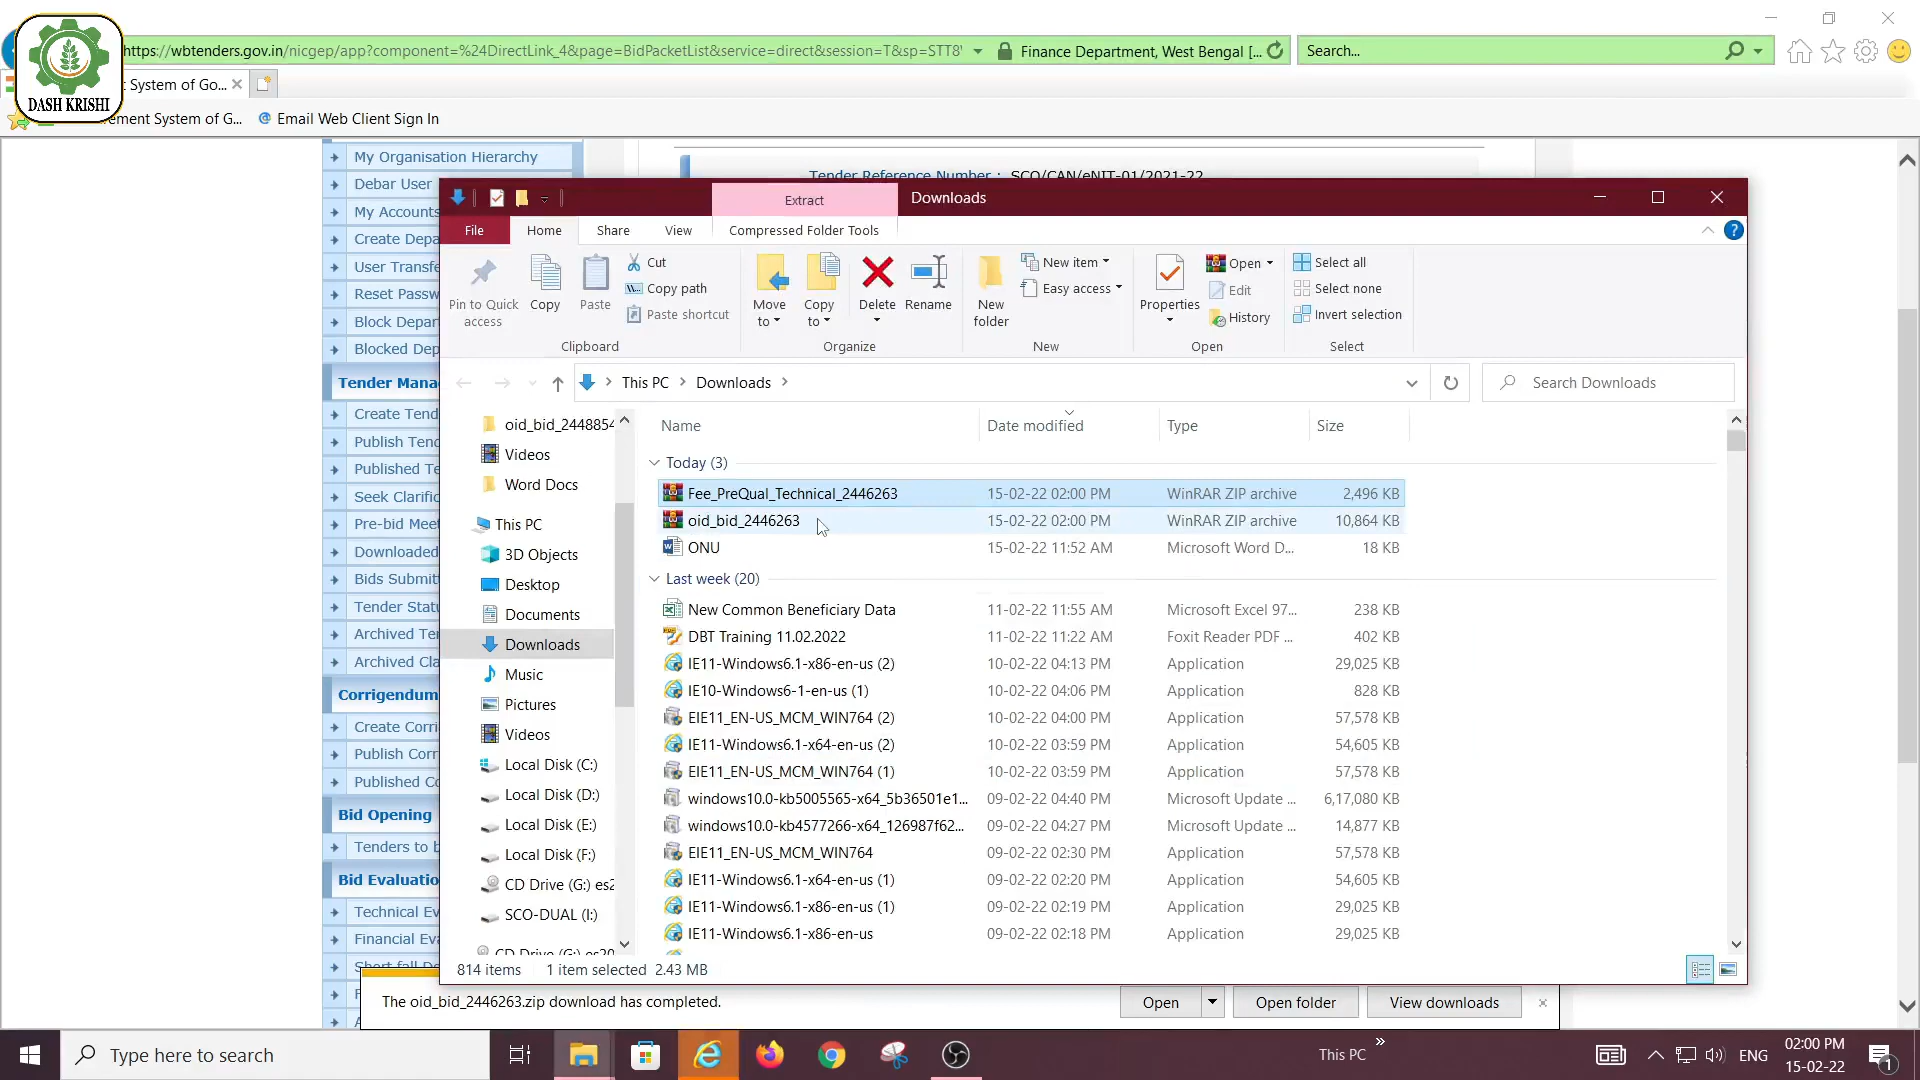 https://wbtenders.gov.in/nicgep/app?component=%24DirectLink_4&page=BidPacketList&service=direct&session=T&sp=STT8
Finance Department, West Bengal [...
Search...
DASH KRISHI
t System of Go...
ement System of G...
Email Web Client Sign In
My Organisation Hierarchy
Debar User
My Accounts
Create Depa
User Transfe
Reset Passw
Block Depar
Blocked Dep
Tender Mana
Create Tend
Publish Tend
Published Te
Seek Clarific
Pre-bid Meet
Downloaded
Bids Submitt
Tender Statu
Archived Ter
Archived Cla
Corrigendum
Create Corri
Publish Corr
Published Co
Bid Opening
Tenders to b
Bid Evaluatio
Technical Ev
Financial Eva
Short fall Do
Tender Reference Number : SCO/CAN/eNIT-01/2021-22
Extract
Downloads
File
Home
Share
View
Compressed Folder Tools
Pin to Quick access
Copy
Paste
Cut
Copy path
Paste shortcut
Clipboard
Move to
Copy to
Delete
Rename
Organize
New folder
New item
Easy access
New
Properties
Open
Edit
History
Open
Select all
Select none
Invert selection
Select
This PC > Downloads >
Search Downloads
oid_bid_2448854
Videos
Word Docs
This PC
3D Objects
Desktop
Documents
Downloads
Music
Pictures
Videos
Local Disk (C:)
Local Disk (D:)
Local Disk (E:)
Local Disk (F:)
CD Drive (G:) es2
SCO-DUAL (I:)
CD Drive (G:) es20
Name Date modified Type Size
Today (3)
Fee_PreQual_Technical_2446263 15-02-22 02:00 PM WinRAR ZIP archive 2,496 KB
oid_bid_2446263 15-02-22 02:00 PM WinRAR ZIP archive 10,864 KB
ONU 15-02-22 11:52 AM Microsoft Word D... 18 KB
Last week (20)
New Common Beneficiary Data 11-02-22 11:55 AM Microsoft Excel 97... 238 KB
DBT Training 11.02.2022 11-02-22 11:22 AM Foxit Reader PDF ... 402 KB
IE11-Windows6.1-x86-en-us (2) 10-02-22 04:13 PM Application 29,025 KB
IE10-Windows6-1-en-us (1) 10-02-22 04:06 PM Application 828 KB
EIE11_EN-US_MCM_WIN764 (2) 10-02-22 04:00 PM Application 57,578 KB
IE11-Windows6.1-x64-en-us (2) 10-02-22 03:59 PM Application 54,605 KB
EIE11_EN-US_MCM_WIN764 (1) 10-02-22 03:59 PM Application 57,578 KB
windows10.0-kb5005565-x64_5b36501e1... 09-02-22 04:40 PM Microsoft Update ... 6,17,080 KB
windows10.0-kb4577266-x64_126987f62... 09-02-22 04:27 PM Microsoft Update ... 14,877 KB
EIE11_EN-US_MCM_WIN764 09-02-22 02:30 PM Application 57,578 KB
IE11-Windows6.1-x64-en-us (1) 09-02-22 02:20 PM Application 54,605 KB
IE11-Windows6.1-x86-en-us (1) 09-02-22 02:19 PM Application 29,025 KB
IE11-Windows6.1-x86-en-us 09-02-22 02:18 PM Application 29,025 KB
814 items 1 item selected 2.43 MB
The oid_bid_2446263.zip download has completed.
Open
Open folder
View downloads
Type here to search
This PC
ENG
02:00 PM
15-02-22
1